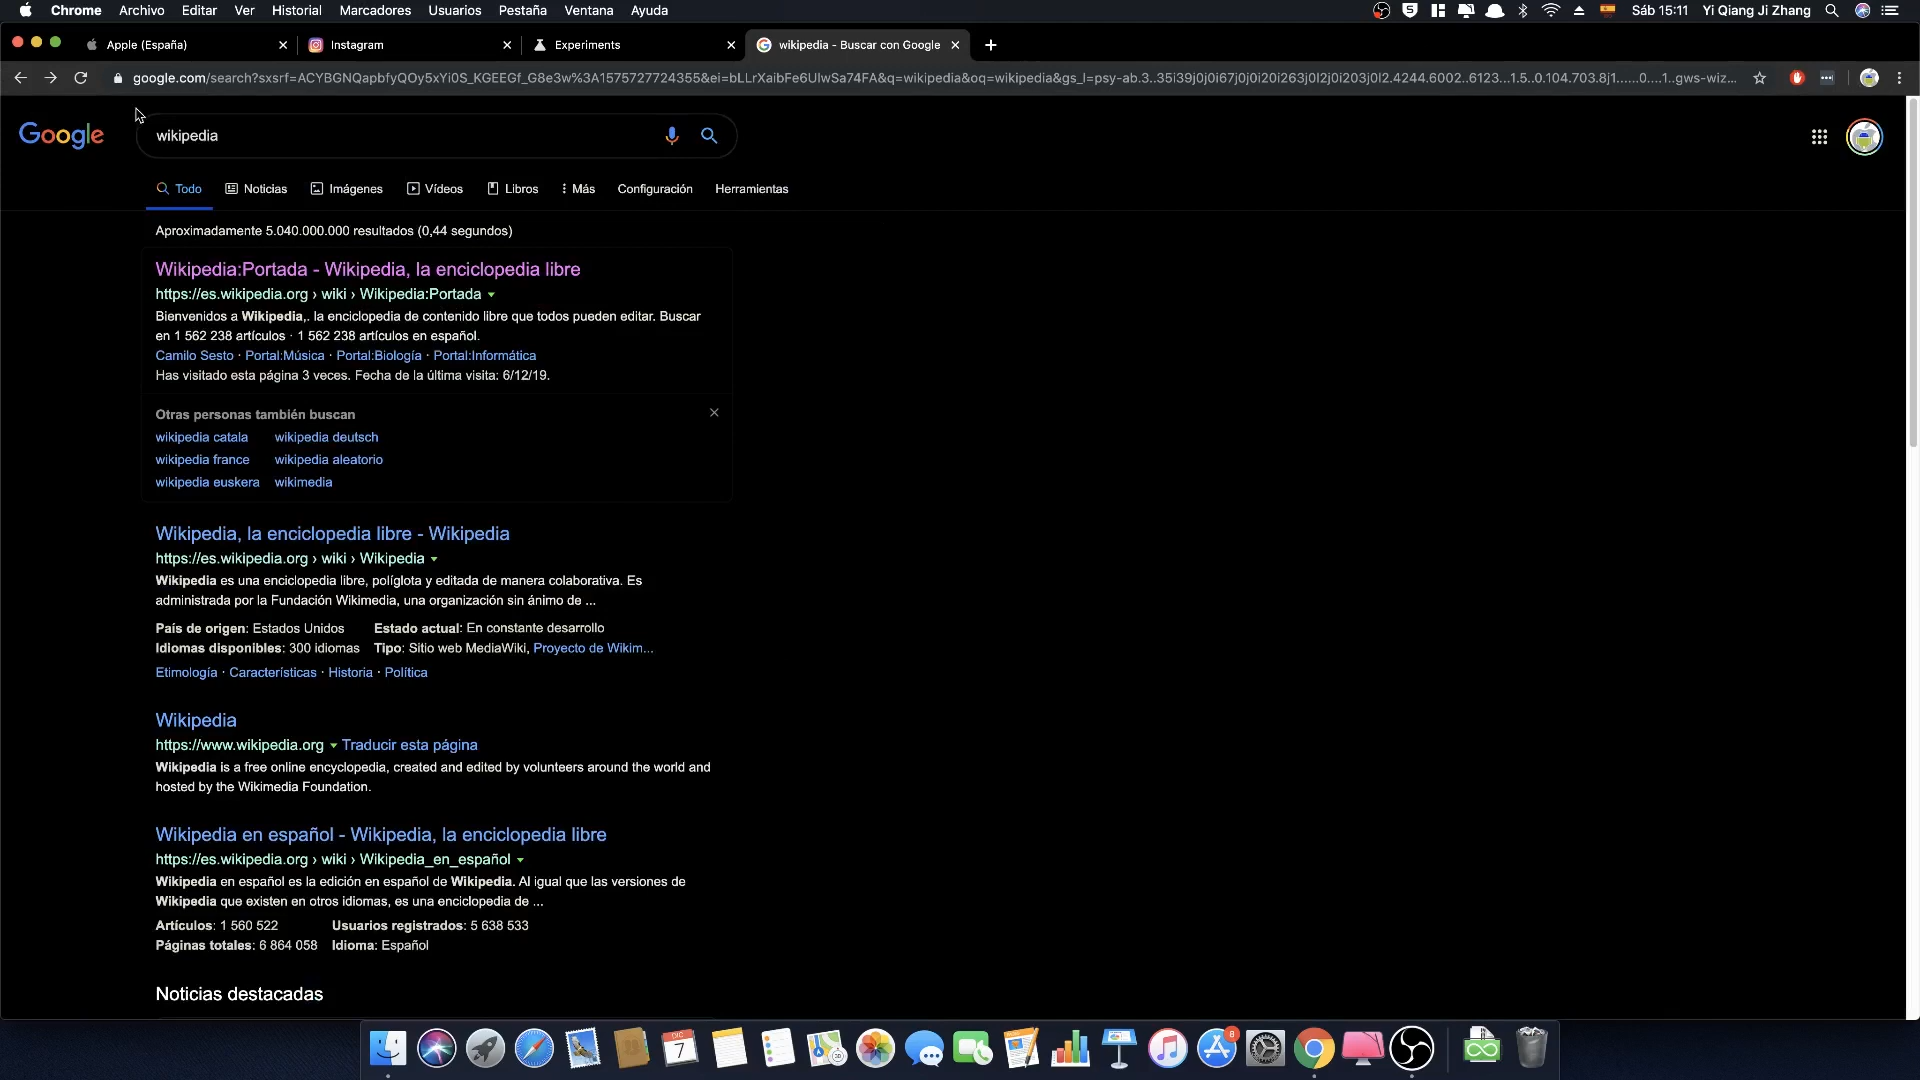 Chrome Archivo Editar Ver Historial Marcadores Usuarios Pestaña Ventana Ayuda Sáb 15:11 Yi Qiang Ji Zhang
Apple (España) Instagram Experiments wikipedia - Buscar con Google
google.com/search?sxsrf=ACYBGNQapbfyQOy5xYi0S_KGEEGf_G8e3w%3A1575727724355&ei=bLLrXaibFe6UlwSa74FA&q=wikipedia&oq=wikipedia&gs_l=psy-ab.3..35i39j0i67j0j0i20i263j0l2j0i203j0l2.4244.6002..6123...1.5..0.104.703.8j1......0....1..gws-wiz...
Google wikipedia
Todo Noticias Imágenes Vídeos Libros Más Configuración Herramientas
Aproximadamente 5.040.000.000 resultados (0,44 segundos)
Wikipedia:Portada - Wikipedia, la enciclopedia libre
https://es.wikipedia.org › wiki › Wikipedia:Portada
Bienvenidos a Wikipedia,. la enciclopedia de contenido libre que todos pueden editar. Buscar
en 1 562 238 artículos · 1 562 238 artículos en español.
Camilo Sesto · Portal:Música · Portal:Biología · Portal:Informática
Has visitado esta página 3 veces. Fecha de la última visita: 6/12/19.
Otras personas también buscan
wikipedia catala wikipedia deutsch
wikipedia france wikipedia aleatorio
wikipedia euskera wikimedia
Wikipedia, la enciclopedia libre - Wikipedia
https://es.wikipedia.org › wiki › Wikipedia
Wikipedia es una enciclopedia libre, políglota y editada de manera colaborativa. Es
administrada por la Fundación Wikimedia, una organización sin ánimo de ...
País de origen: Estados Unidos Estado actual: En constante desarrollo
Idiomas disponibles: 300 idiomas Tipo: Sitio web MediaWiki, Proyecto de Wikim...
Etimología · Características · Historia · Política
Wikipedia
https://www.wikipedia.org Traducir esta página
Wikipedia is a free online encyclopedia, created and edited by volunteers around the world and
hosted by the Wikimedia Foundation.
Wikipedia en español - Wikipedia, la enciclopedia libre
https://es.wikipedia.org › wiki › Wikipedia_en_español
Wikipedia en español es la edición en español de Wikipedia. Al igual que las versiones de
Wikipedia que existen en otros idiomas, es una enciclopedia de ...
Artículos: 1 560 522 Usuarios registrados: 5 638 533
Páginas totales: 6 864 058 Idioma: Español
Noticias destacadas
DIC
7
8